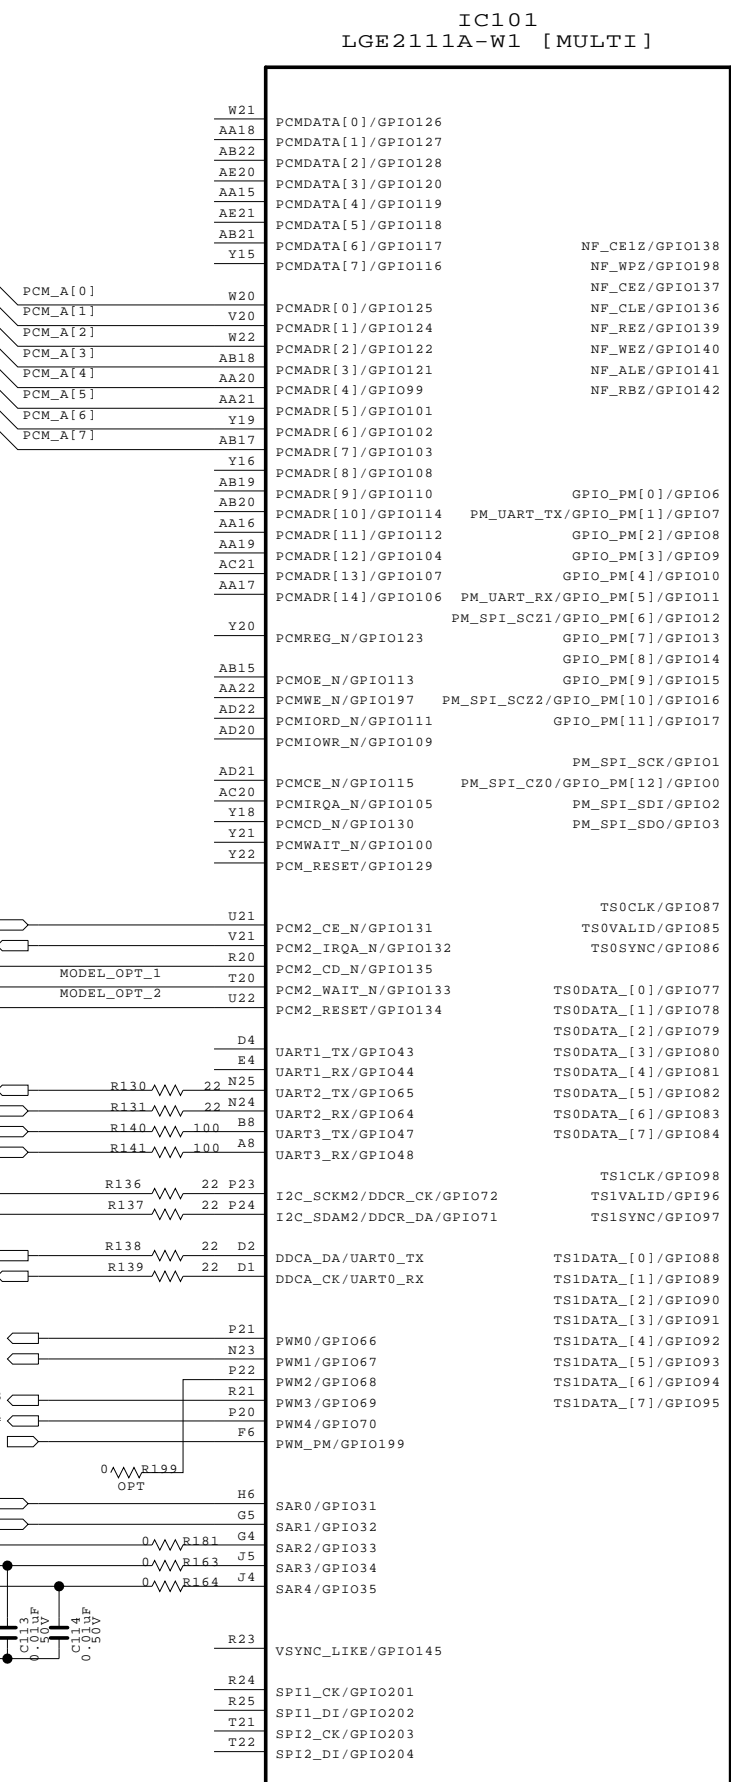 IC101
LGE2111A-W1 [MULTI]
W21 PCMDATA[0]/GPIO126
AA18 PCMDATA[1]/GPIO127
AB22 PCMDATA[2]/GPIO128
AE20 PCMDATA[3]/GPIO120
AA15 PCMDATA[4]/GPIO119
AE21 PCMDATA[5]/GPIO118
AB21 PCMDATA[6]/GPIO117 NF_CE1Z/GPIO138
Y15 PCMDATA[7]/GPIO116 NF_WPZ/GPIO198
NF_CEZ/GPIO137
PCM_A[0] W20 PCMADR[0]/GPIO125 NF_CLE/GPIO136
PCM_A[1] V20 PCMADR[1]/GPIO124 NF_REZ/GPIO139
PCM_A[2] W22 PCMADR[2]/GPIO122 NF_WEZ/GPIO140
PCM_A[3] AB18 PCMADR[3]/GPIO121 NF_ALE/GPIO141
PCM_A[4] AA20 PCMADR[4]/GPIO99 NF_RBZ/GPIO142
PCM_A[5] AA21 PCMADR[5]/GPIO101
PCM_A[6] Y19 PCMADR[6]/GPIO102
PCM_A[7] AB17 PCMADR[7]/GPIO103
Y16 PCMADR[8]/GPIO108
AB19 PCMADR[9]/GPIO110 GPIO_PM[0]/GPIO6
AB20 PCMADR[10]/GPIO114 PM_UART_TX/GPIO_PM[1]/GPIO7
AA16 PCMADR[11]/GPIO112 GPIO_PM[2]/GPIO8
AA19 PCMADR[12]/GPIO104 GPIO_PM[3]/GPIO9
AC21 PCMADR[13]/GPIO107 GPIO_PM[4]/GPIO10
AA17 PCMADR[14]/GPIO106 PM_UART_RX/GPIO_PM[5]/GPIO11
PM_SPI_SCZ1/GPIO_PM[6]/GPIO12
Y20 PCMREG_N/GPIO123 GPIO_PM[7]/GPIO13
GPIO_PM[8]/GPIO14
AB15 PCMOE_N/GPIO113 GPIO_PM[9]/GPIO15
AA22 PCMWE_N/GPIO197 PM_SPI_SCZ2/GPIO_PM[10]/GPIO16
AD22 PCMIORD_N/GPIO111 GPIO_PM[11]/GPIO17
AD20 PCMIOWR_N/GPIO109
PM_SPI_SCK/GPIO1
AD21 PCMCE_N/GPIO115 PM_SPI_CZ0/GPIO_PM[12]/GPIO0
AC20 PCMIRQA_N/GPIO105 PM_SPI_SDI/GPIO2
Y18 PCMCD_N/GPIO130 PM_SPI_SDO/GPIO3
Y21 PCMWAIT_N/GPIO100
Y22 PCM_RESET/GPIO129
TS0CLK/GPIO87
U21 PCM2_CE_N/GPIO131 TS0VALID/GPIO85
V21 PCM2_IRQA_N/GPIO132 TS0SYNC/GPIO86
R20 PCM2_CD_N/GPIO135
MODEL_OPT_1 T20 PCM2_WAIT_N/GPIO133 TS0DATA_[0]/GPIO77
MODEL_OPT_2 U22 PCM2_RESET/GPIO134 TS0DATA_[1]/GPIO78
TS0DATA_[2]/GPIO79
D4 UART1_TX/GPIO43 TS0DATA_[3]/GPIO80
E4 UART1_RX/GPIO44 TS0DATA_[4]/GPIO81
R130 22 N25 UART2_TX/GPIO65 TS0DATA_[5]/GPIO82
R131 22 N24 UART2_RX/GPIO64 TS0DATA_[6]/GPIO83
R140 100 B8 UART3_TX/GPIO47 TS0DATA_[7]/GPIO84
R141 100 A8 UART3_RX/GPIO48
TS1CLK/GPIO98
R136 22 P23 I2C_SCKM2/DDCR_CK/GPIO72 TS1VALID/GPI96
R137 22 P24 I2C_SDAM2/DDCR_DA/GPIO71 TS1SYNC/GPIO97
R138 22 D2 DDCA_DA/UART0_TX TS1DATA_[0]/GPIO88
R139 22 D1 DDCA_CK/UART0_RX TS1DATA_[1]/GPIO89
TS1DATA_[2]/GPIO90
TS1DATA_[3]/GPIO91
P21 PWM0/GPIO66 TS1DATA_[4]/GPIO92
N23 PWM1/GPIO67 TS1DATA_[5]/GPIO93
P22 PWM2/GPIO68 TS1DATA_[6]/GPIO94
R21 PWM3/GPIO69 TS1DATA_[7]/GPIO95
P20 PWM4/GPIO70
F6 PWM_PM/GPIO199
0 R199
OPT
H6 SAR0/GPIO31
G5 SAR1/GPIO32
0 R181 G4 SAR2/GPIO33
0 R163 J5 SAR3/GPIO34
0 R164 J4 SAR4/GPIO35
C113
0.01uF
50V
C114
0.01uF
50V
R23 VSYNC_LIKE/GPIO145
R24 SPI1_CK/GPIO201
R25 SPI1_DI/GPIO202
T21 SPI2_CK/GPIO203
T22 SPI2_DI/GPIO204